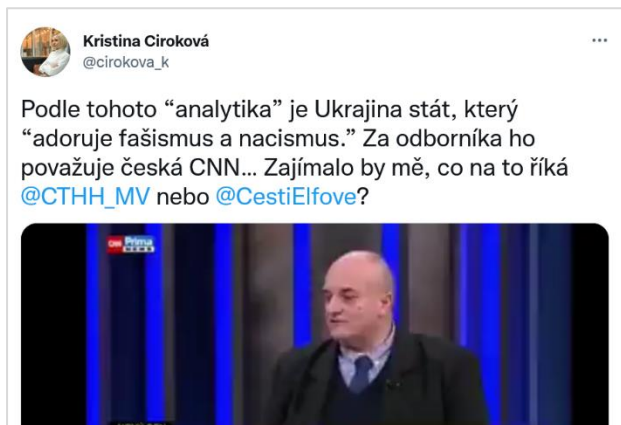 Kristina Ciroková
@cirokova_k
Podle tohoto “analytika” je Ukrajina stát, který
“adoruje fašismus a nacismus.” Za odborníka ho
považuje česká CNN... Zajímalo by mě, co na to říká
@CTHH_MV nebo @CestiElfove?
CNN Prima
NEWS